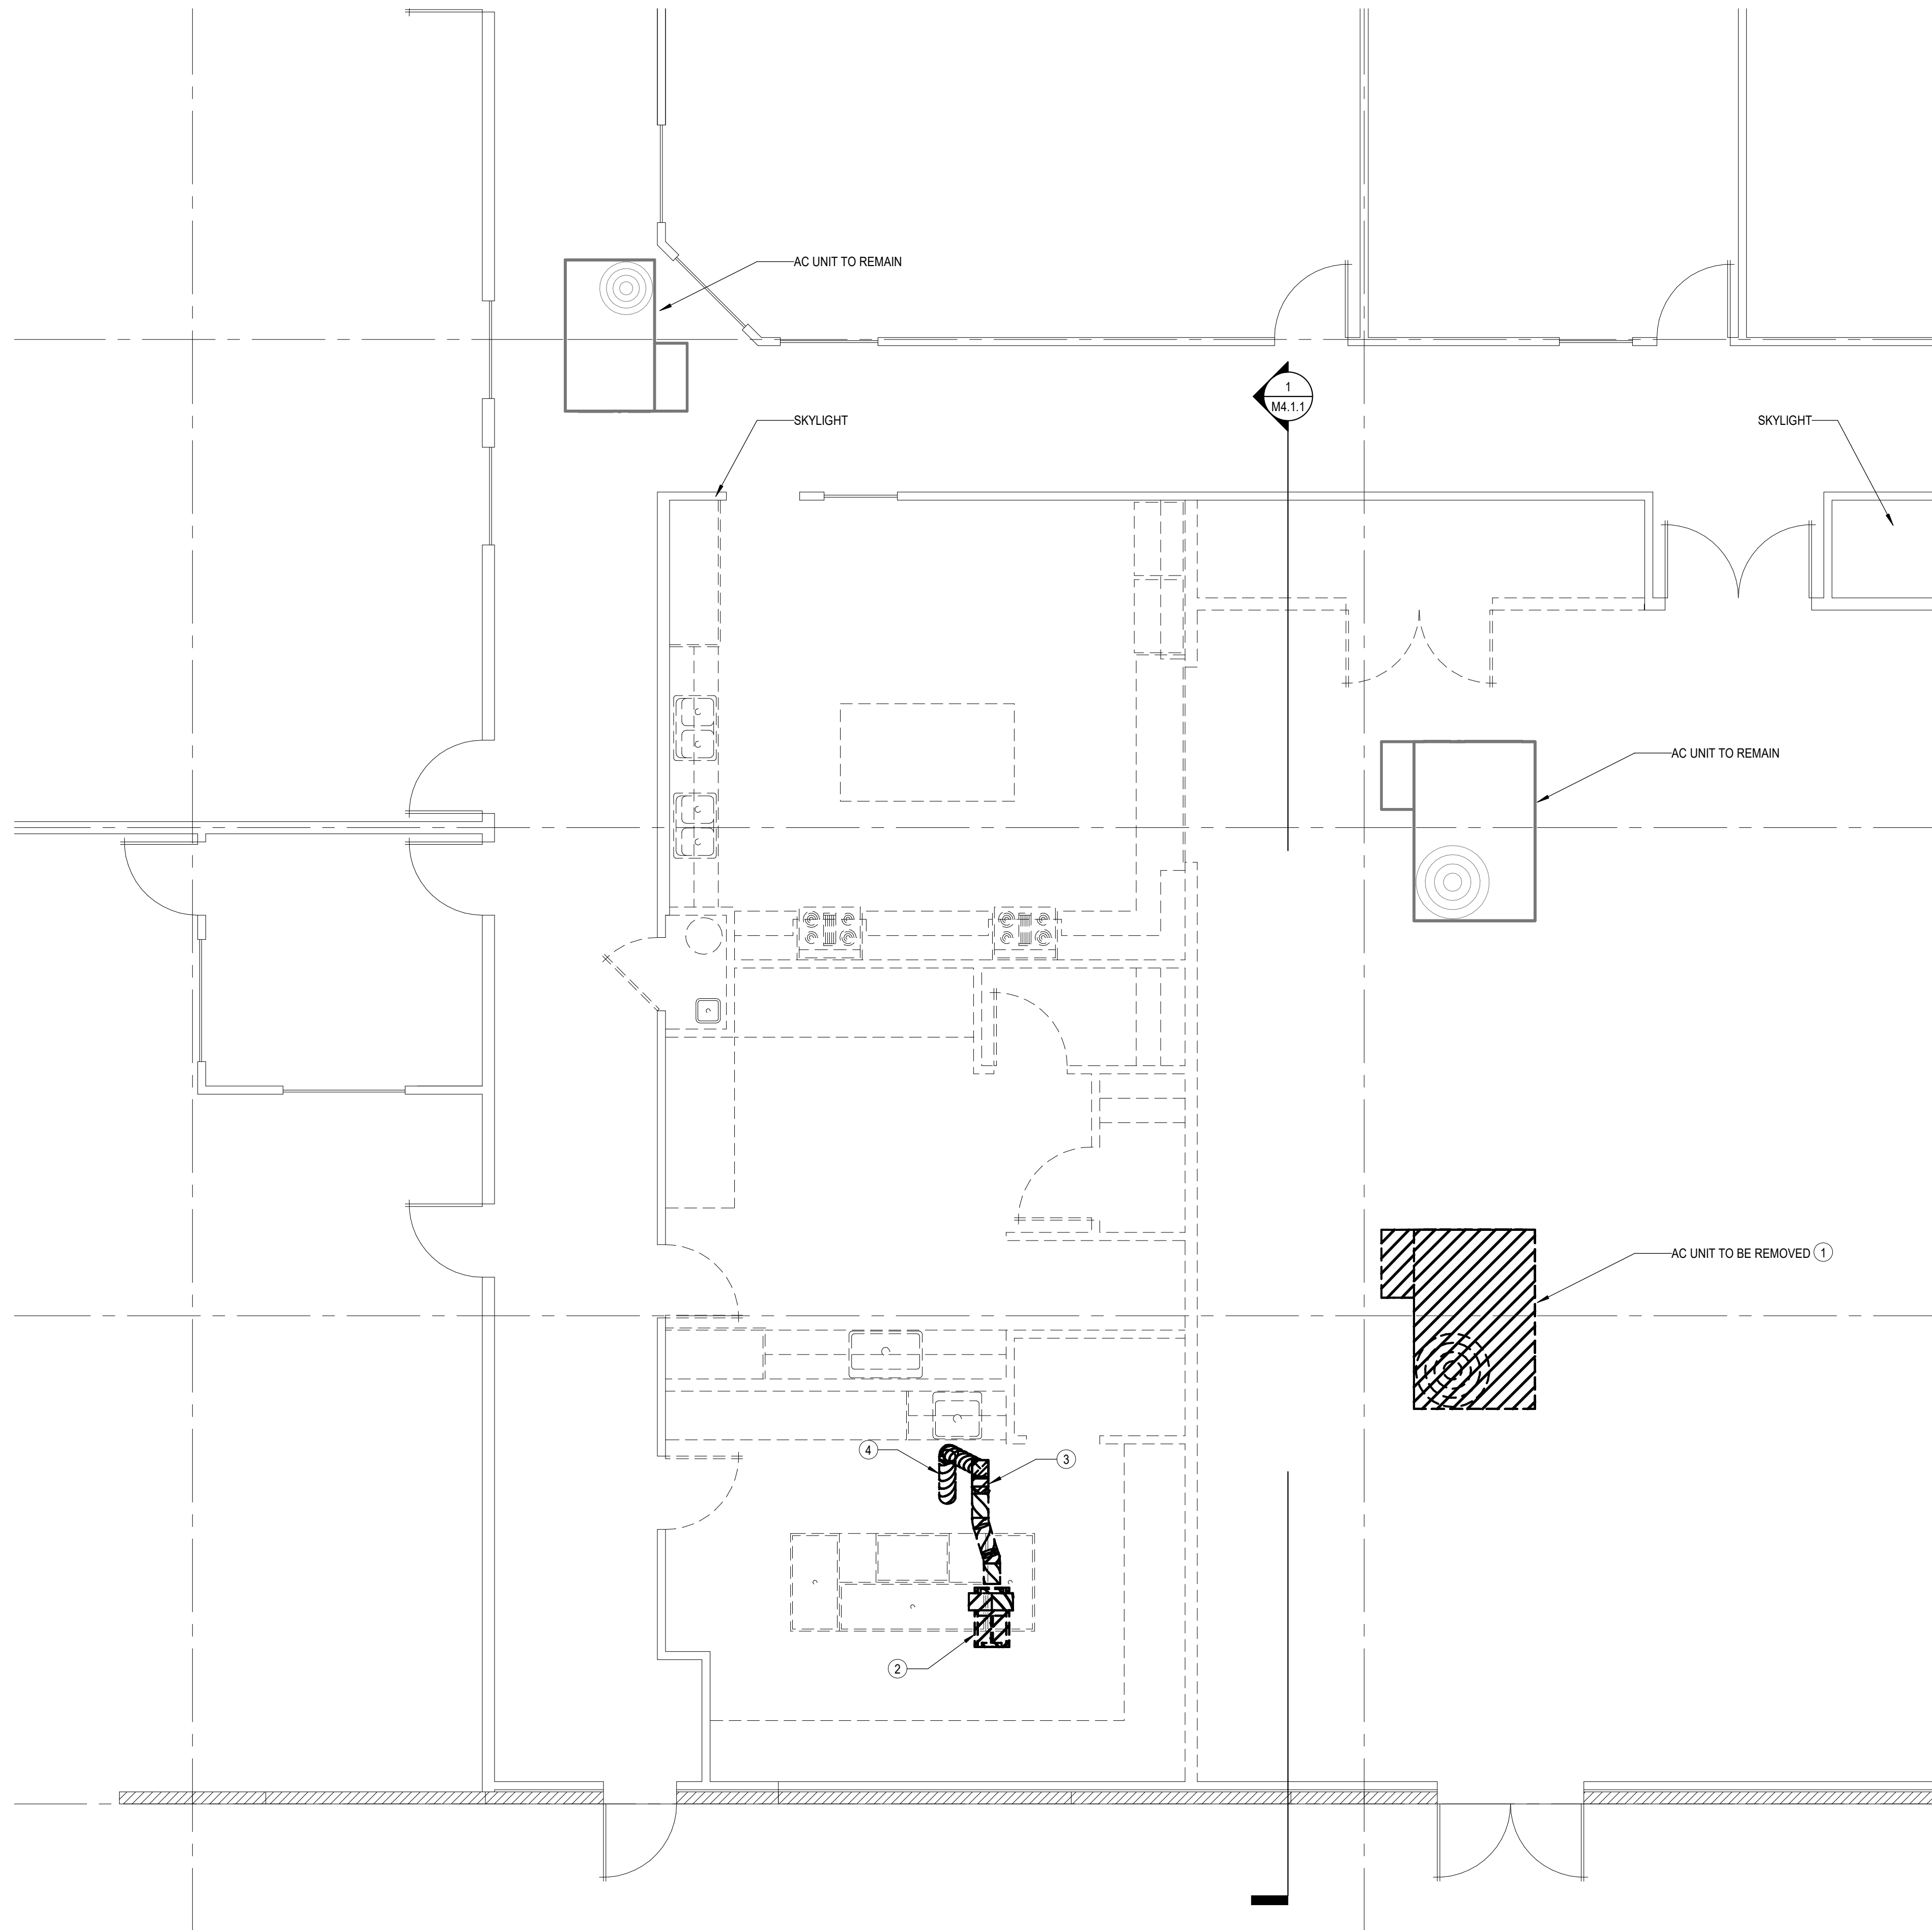 AC UNIT TO REMAIN
1
M4.1.1
SKYLIGHT
SKYLIGHT
AC UNIT TO REMAIN
AC UNIT TO BE REMOVED 1
4
3
2